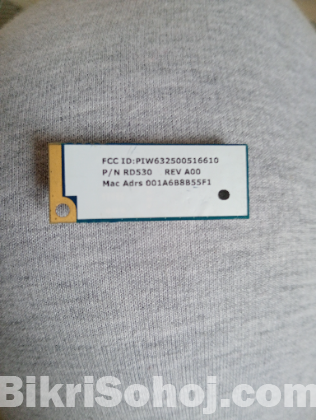 FCC ID:PIW632500516610
P/N RD530 REV A00
Mac Adrs 001A6B8B55F1
BikriSohoj.com